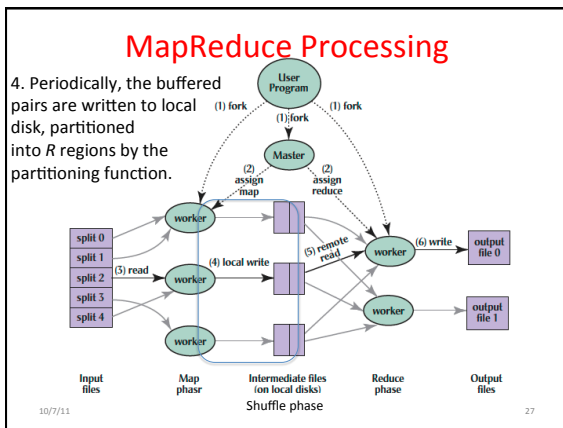 MapReduce Processing
4. Periodically, the buffered
pairs are written to local
disk, partitioned
into R regions by the
partitioning function.
User
Program
(1) fork
(1) fork
(1) fork
Master
(2)
assign
map
(2)
assign
reduce
split 0
split 1
split 2
split 3
split 4
(3) read
worker
worker
worker
(4) local write
(5) remote
read
worker
worker
(6) write
output
file 0
output
file 1
Input
files
Map
phasr
Intermediate files
(on local disks)
Reduce
phase
Output
files
10/7/11
Shuffle phase
27